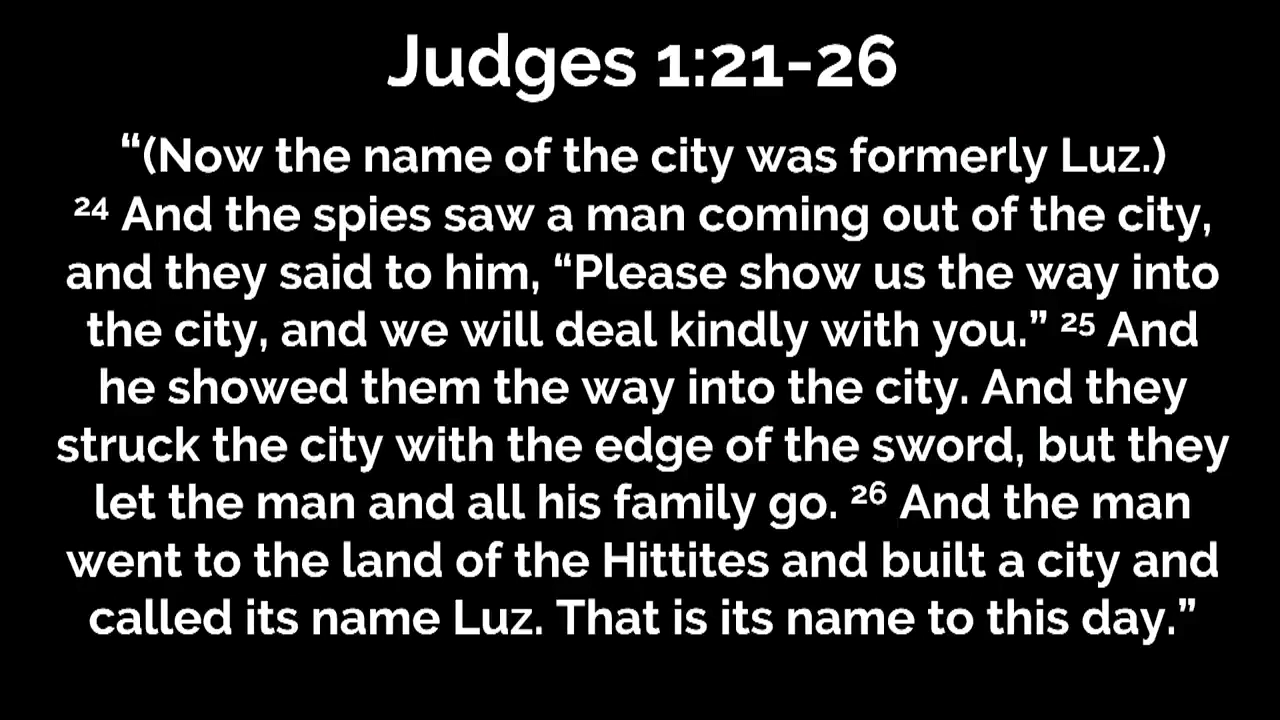 Judges 1:21-26
“(Now the name of the city was formerly Luz.)
24 And the spies saw a man coming out of the city,
and they said to him, “Please show us the way into
the city, and we will deal kindly with you.” 25 And
he showed them the way into the city. And they
struck the city with the edge of the sword, but they
let the man and all his family go. 26 And the man
went to the land of the Hittites and built a city and
called its name Luz. That is its name to this day.”